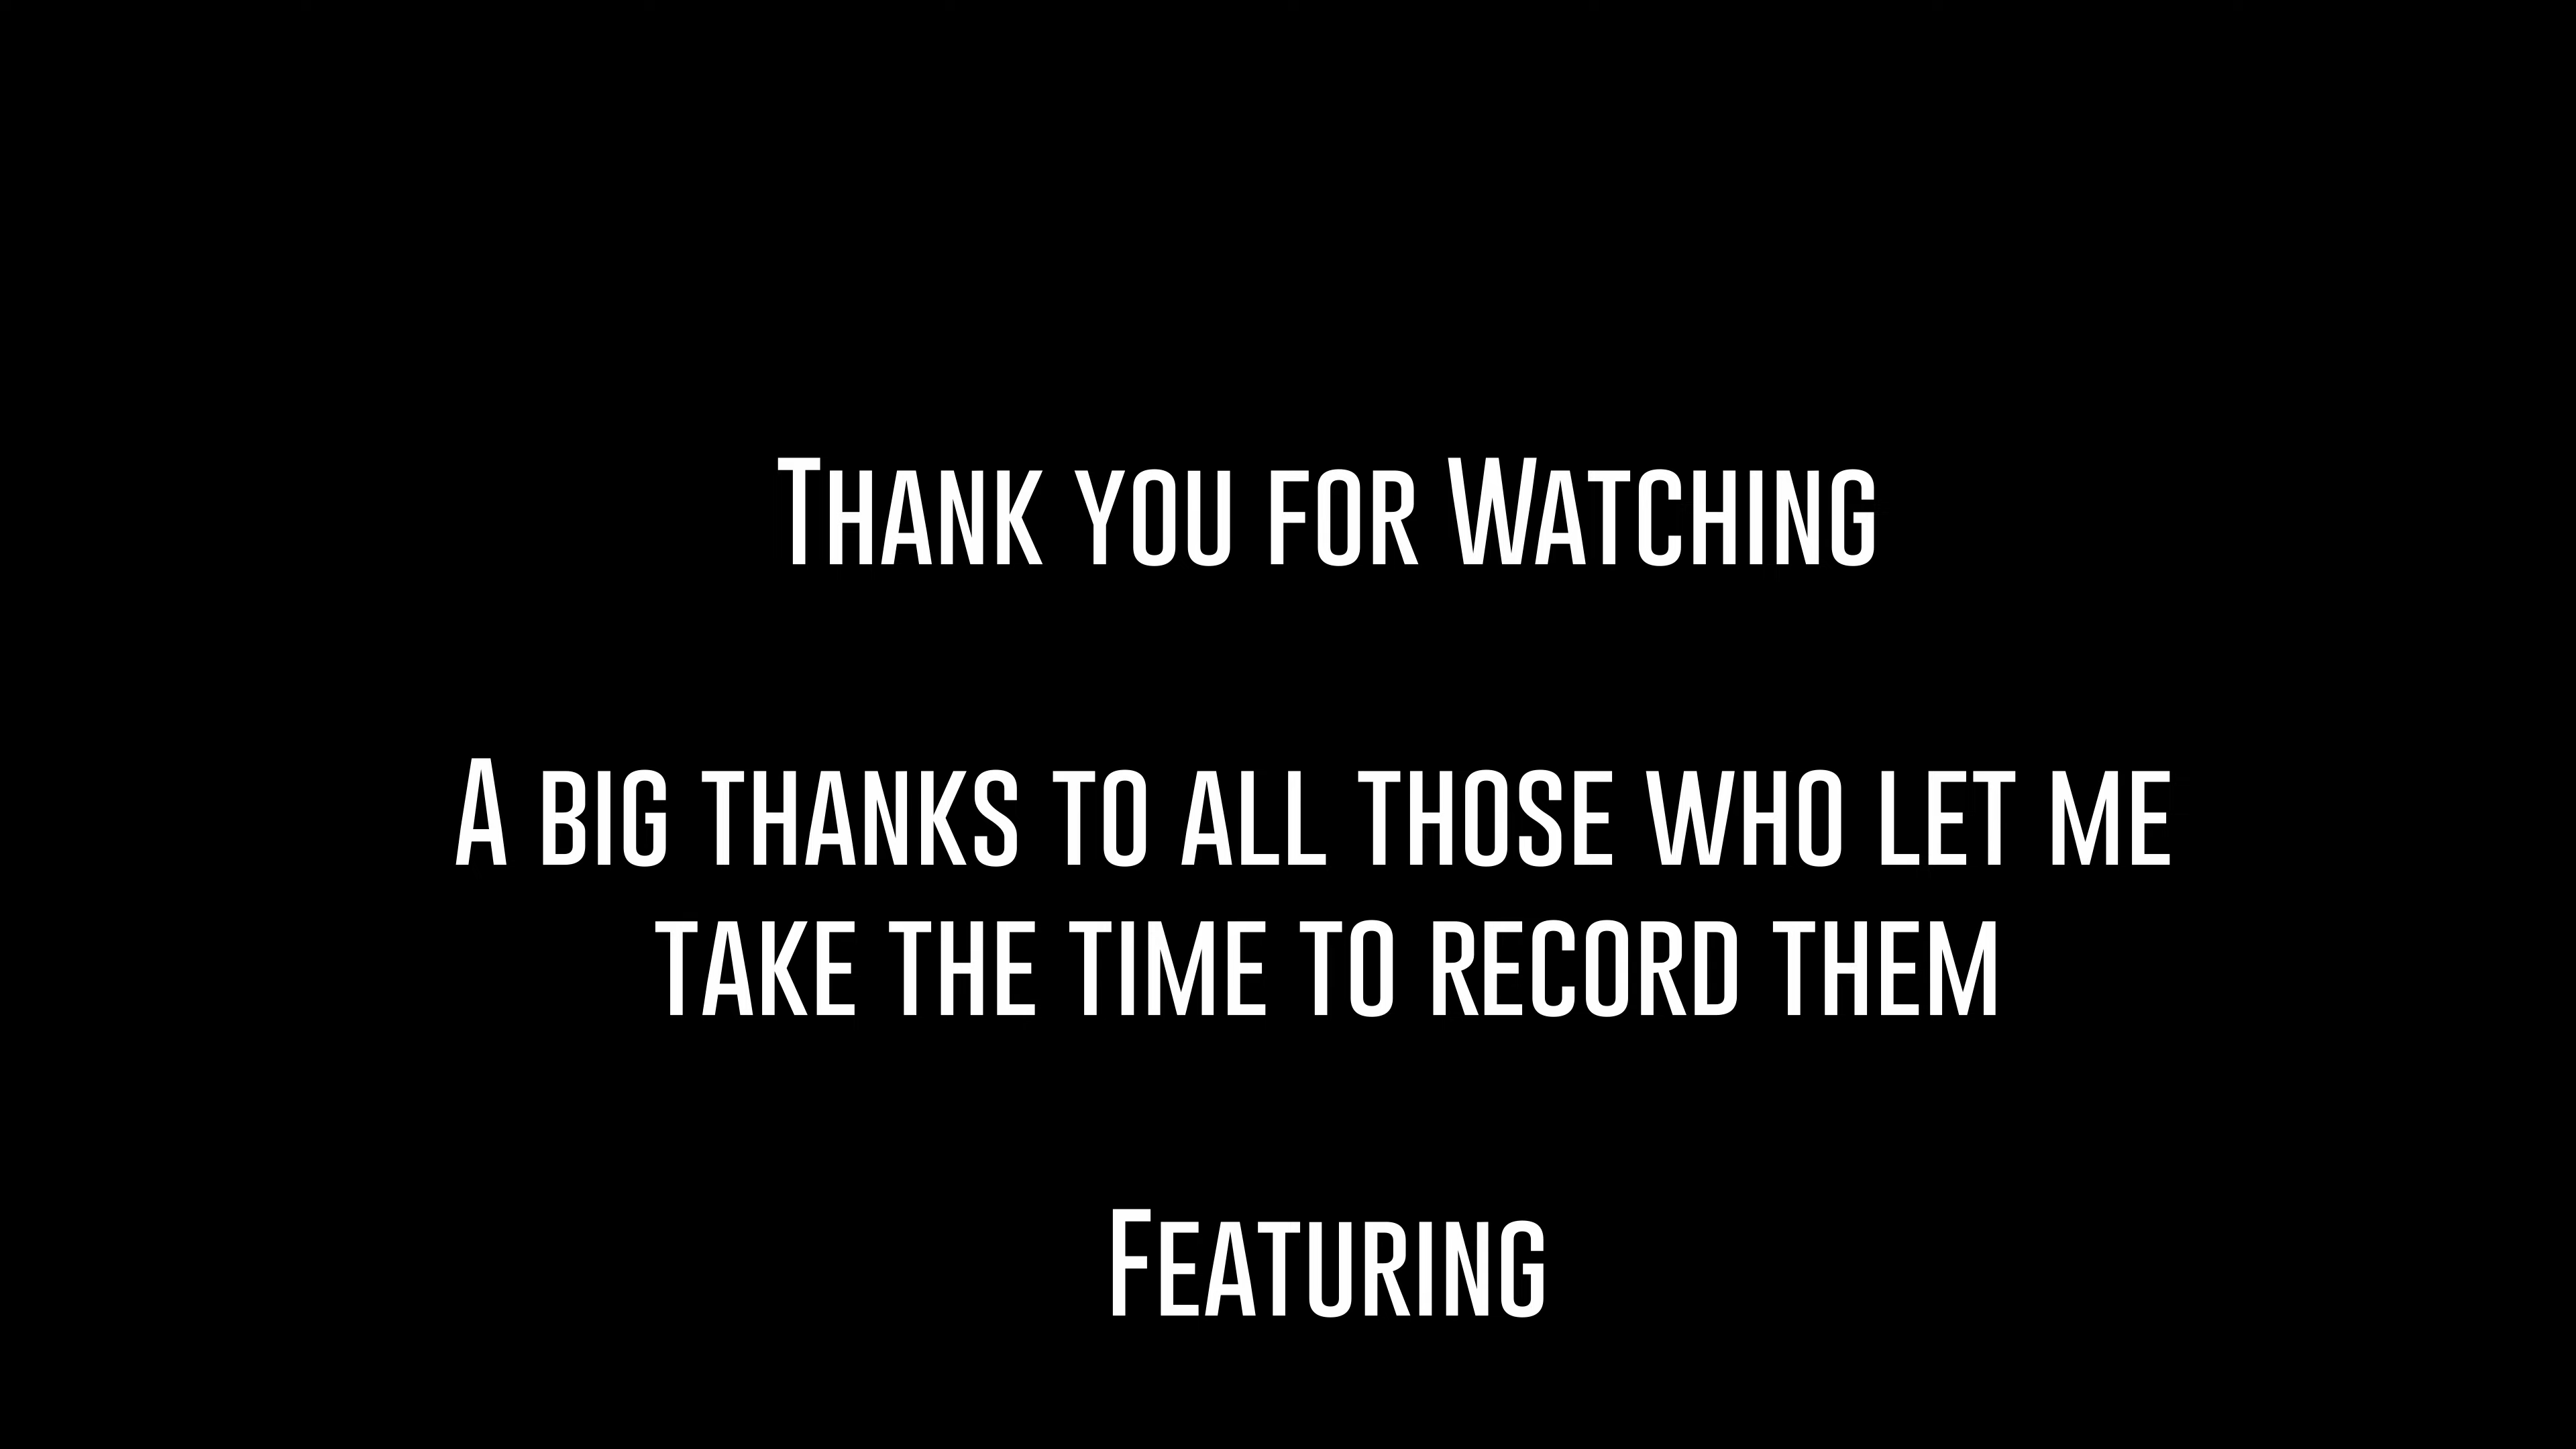 Thank you for Watching
A big thanks to all those who let me
take the time to record them
Featuring